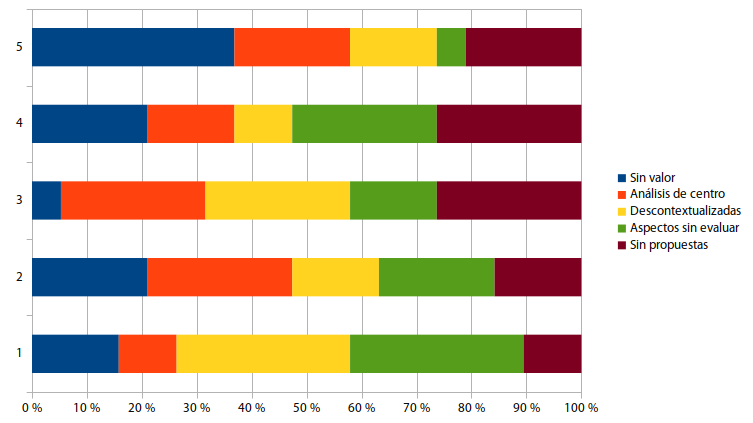 5
4
3
2
1
0 % 10 % 20 % 30 % 40 % 50 % 60 % 70 % 80 % 90 % 100 %
Sin valor
Análisis de centro
Descontextualizadas
Aspectos sin evaluar
Sin propuestas